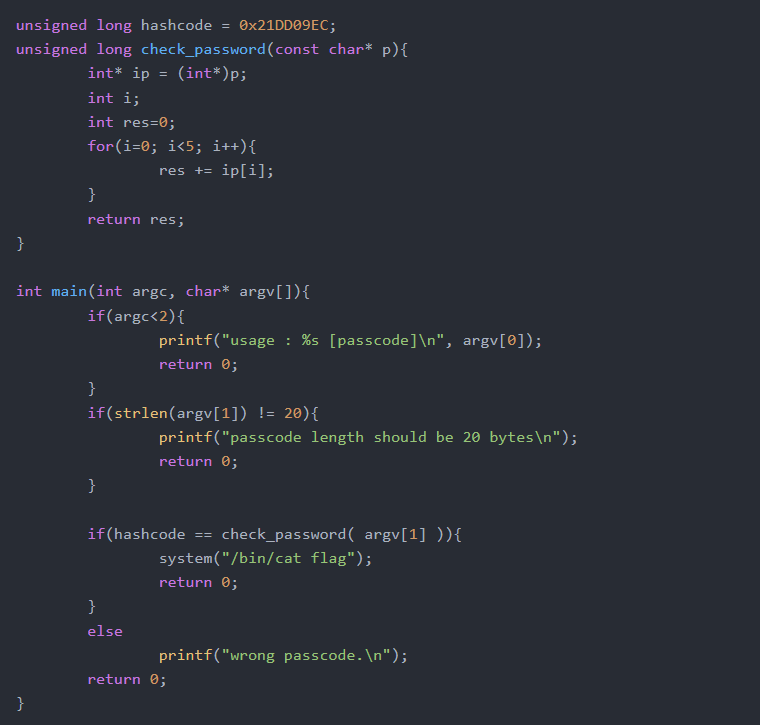 unsigned long hashcode = 0x21DD09EC;
unsigned long check_password(const char* p){
        int* ip = (int*)p;
        int i;
        int res=0;
        for(i=0; i<5; i++){
                res += ip[i];
        }
        return res;
}

int main(int argc, char* argv[]){
        if(argc<2){
                printf("usage : %s [passcode]\n", argv[0]);
                return 0;
        }
        if(strlen(argv[1]) != 20){
                printf("passcode length should be 20 bytes\n");
                return 0;
        }

        if(hashcode == check_password( argv[1] )){
                system("/bin/cat flag");
                return 0;
        }
        else
                printf("wrong passcode.\n");
        return 0;
}